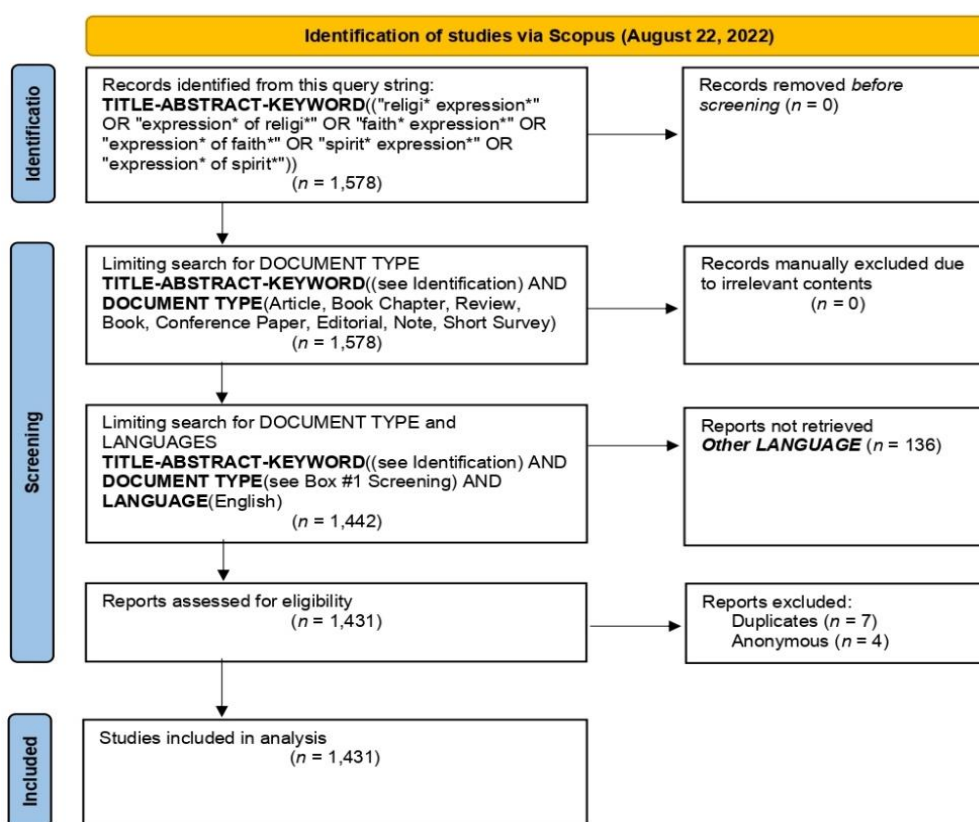 Identification of studies via Scopus (August 22, 2022)
Identificatio
Records identified from this query string:
TITLE-ABSTRACT-KEYWORD(("religi* expression*"
OR "expression* of religi*" OR "faith* expression*" OR
"expression* of faith*" OR "spirit* expression*" OR
"expression* of spirit*"))
(n = 1,578)
Records removed before
screening (n = 0)
Screening
Limiting search for DOCUMENT TYPE
TITLE-ABSTRACT-KEYWORD((see Identification) AND
DOCUMENT TYPE(Article, Book Chapter, Review,
Book, Conference Paper, Editorial, Note, Short Survey)
(n = 1,578)
Records manually excluded due
to irrelevant contents
(n = 0)
Limiting search for DOCUMENT TYPE and
LANGUAGES
TITLE-ABSTRACT-KEYWORD((see Identification) AND
DOCUMENT TYPE(see Box #1 Screening) AND
LANGUAGE(English)
(n = 1,442)
Reports not retrieved
Other LANGUAGE (n = 136)
Reports assessed for eligibility
(n = 1,431)
Reports excluded:
Duplicates (n = 7)
Anonymous (n = 4)
Included
Studies included in analysis
(n = 1,431)